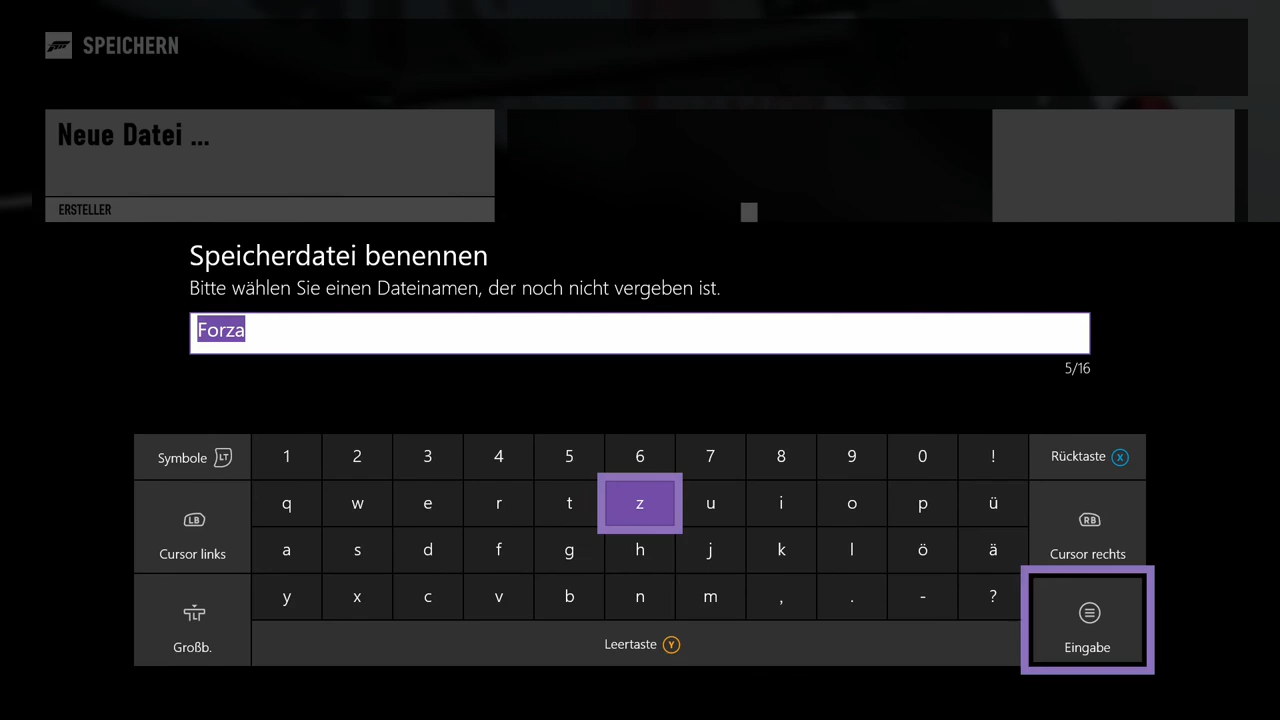 SPEICHERN
Neue Datei ...
ERSTELLER
Speicherdatei benennen
Bitte wählen Sie einen Dateinamen, der noch nicht vergeben ist.
Forza
5/16
Symbole LT 1 2 3 4 5 6 7 8 9 0 ! Rücktaste X
q w e r t z u i o p ü
LB RB
Cursor links a s d f g h j k l ö ä Cursor rechts
y x c v b n m , . - ?
Großb. Leertaste Y Eingabe